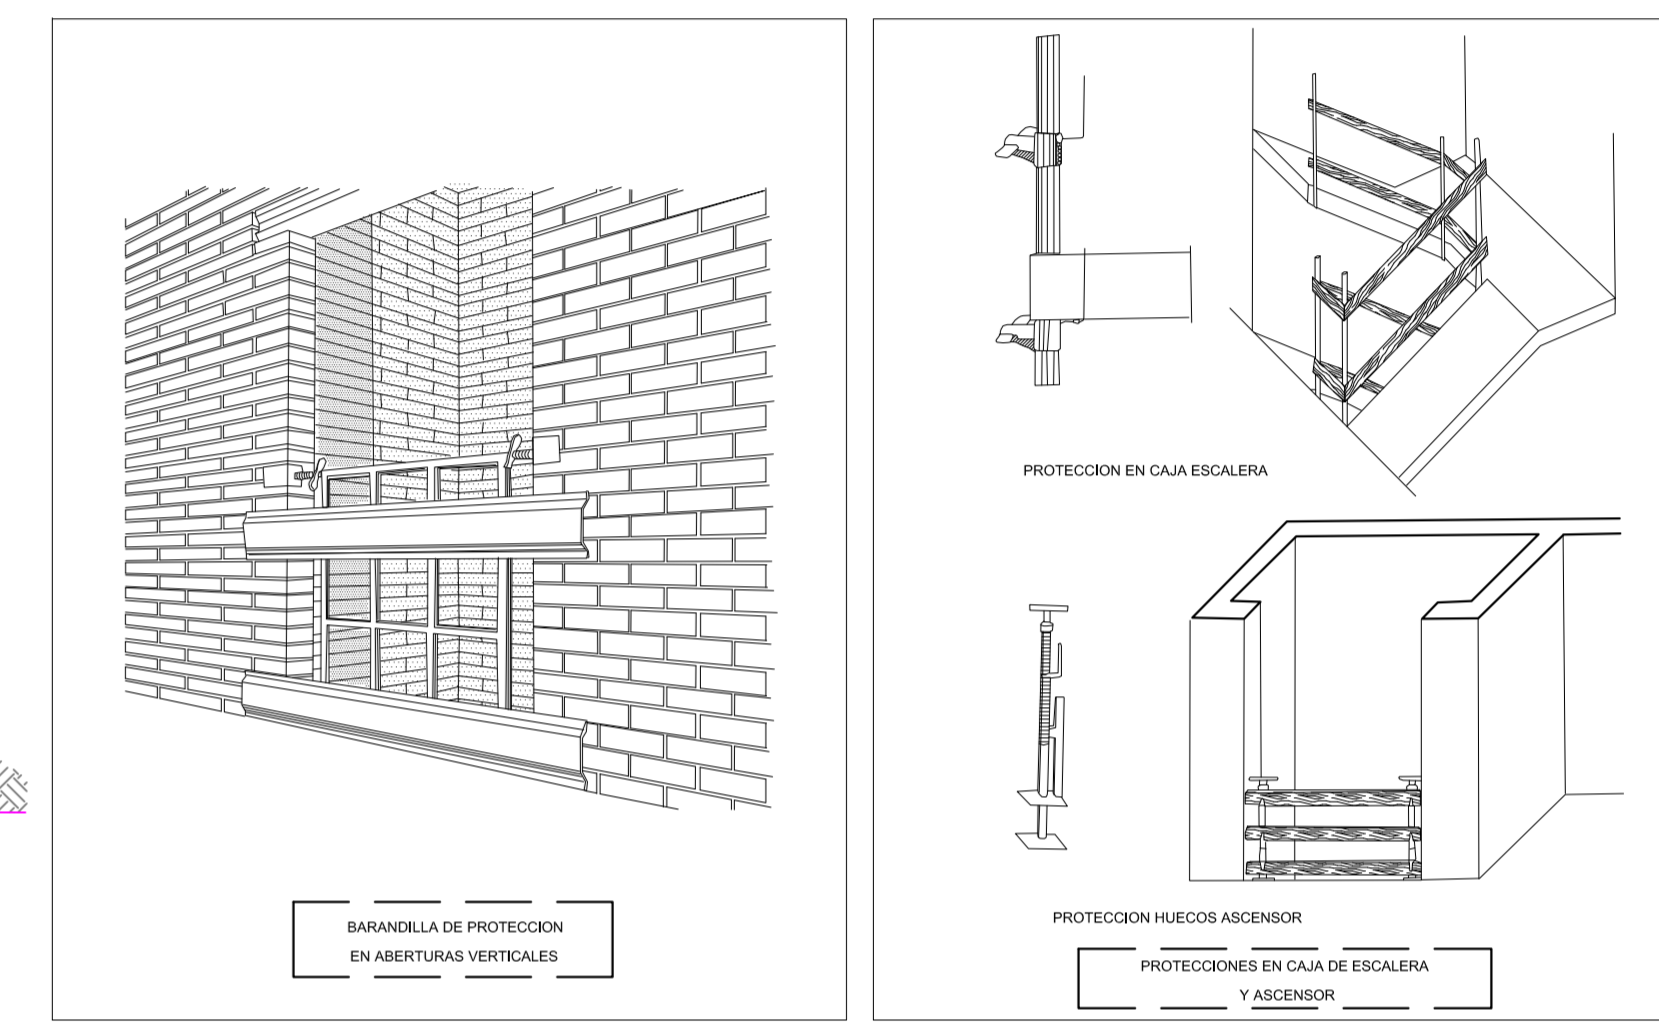 BARANDILLA DE PROTECCION
EN ABERTURAS VERTICALES
PROTECCION EN CAJA ESCALERA
PROTECCION HUECOS ASCENSOR
PROTECCIONES EN CAJA DE ESCALERA
Y ASCENSOR